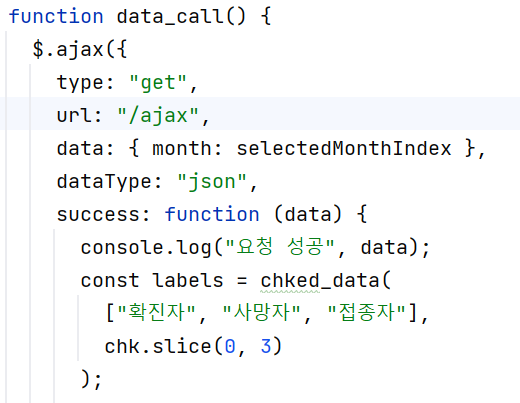 function data_call() {
$.ajax({
type: "get",
url: "/ajax",
data: { month: selectedMonthIndex },
dataType: "json",
success: function (data) {
console.log("요청 성공", data);
const labels = chked_data(
["확진자", "사망자", "접종자"],
chk.slice(0, 3)
);